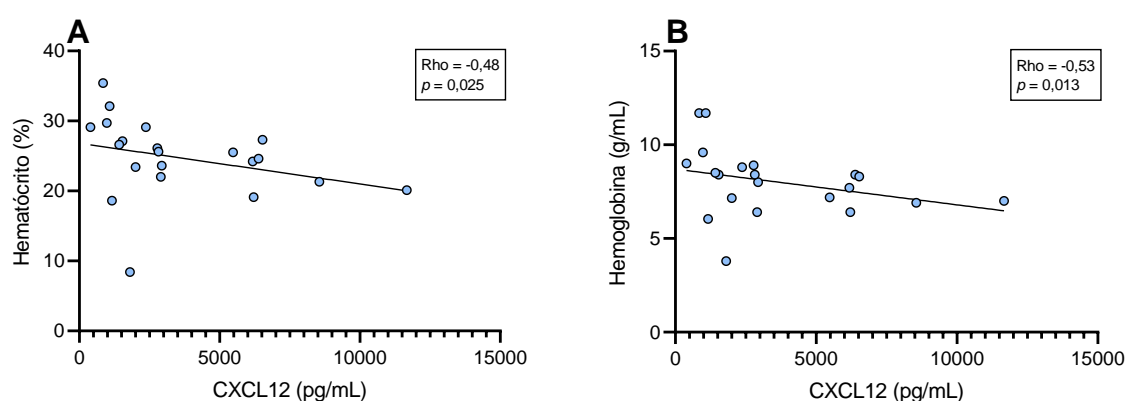 A
Hematócrito (%)
40
30
20
10
0
Rho = -0,48
p = 0,025
0 5000 10000 15000
CXCL12 (pg/mL)
B
Hemoglobina (g/mL)
15
10
5
0
Rho = -0,53
p = 0,013
0 5000 10000 15000
CXCL12 (pg/mL)